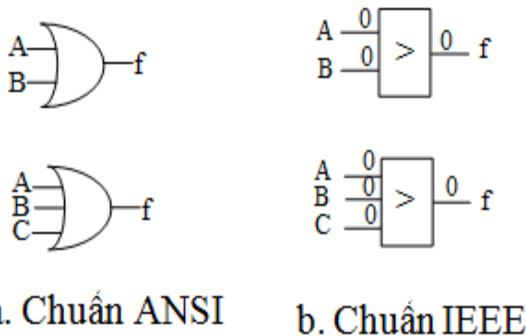 A
B
f
A 0
B 0
>
0 f
A
B
C
f
A 0
B 0
C 0
>
0 f
. Chuẩn ANSI
b. Chuẩn IEEE